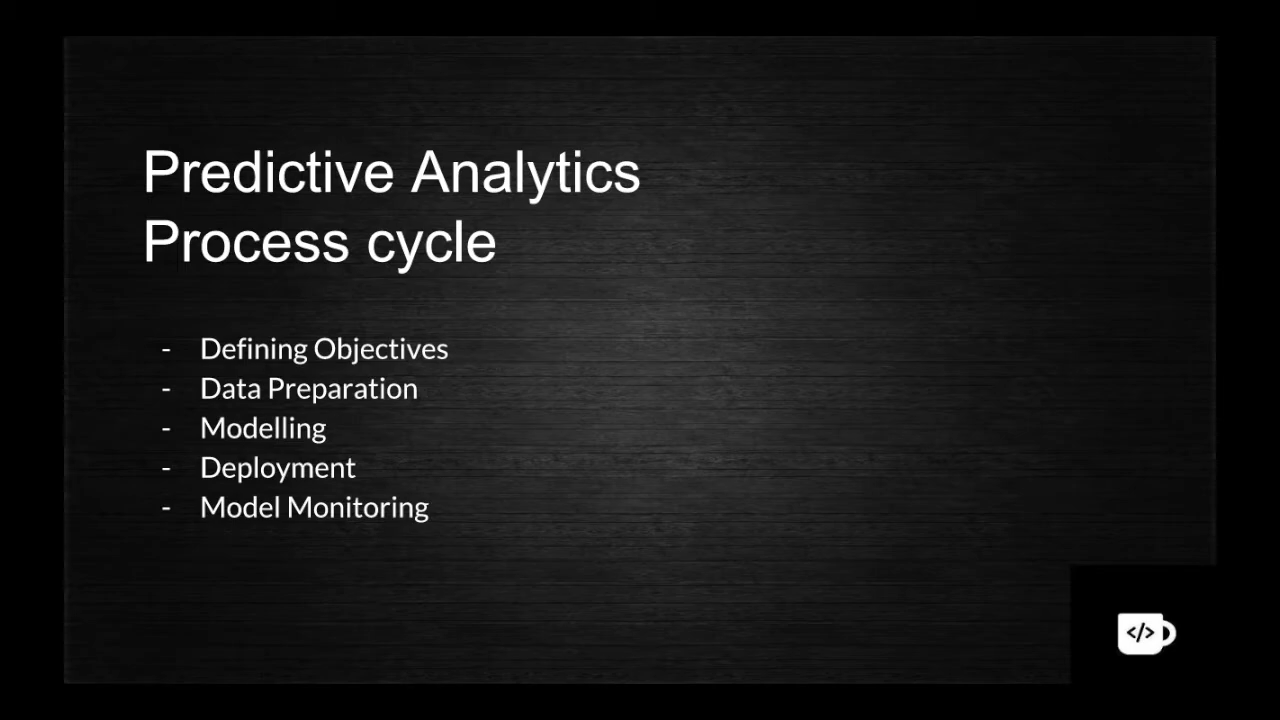 Predictive Analytics
Process cycle
- Defining Objectives
- Data Preparation
- Modelling
- Deployment
- Model Monitoring
</>